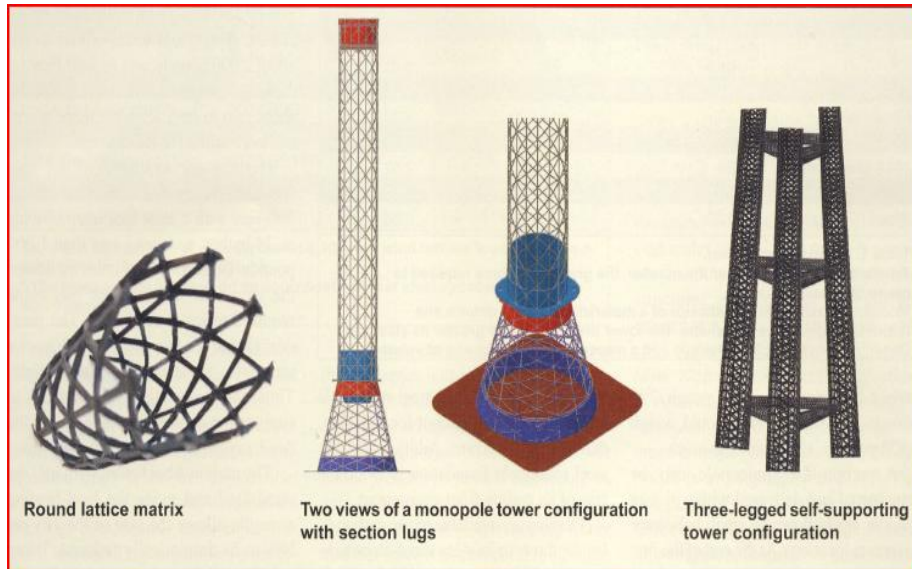 Round lattice matrix
Two views of a monopole tower configuration
with section lugs
Three-legged self-supporting
tower configuration